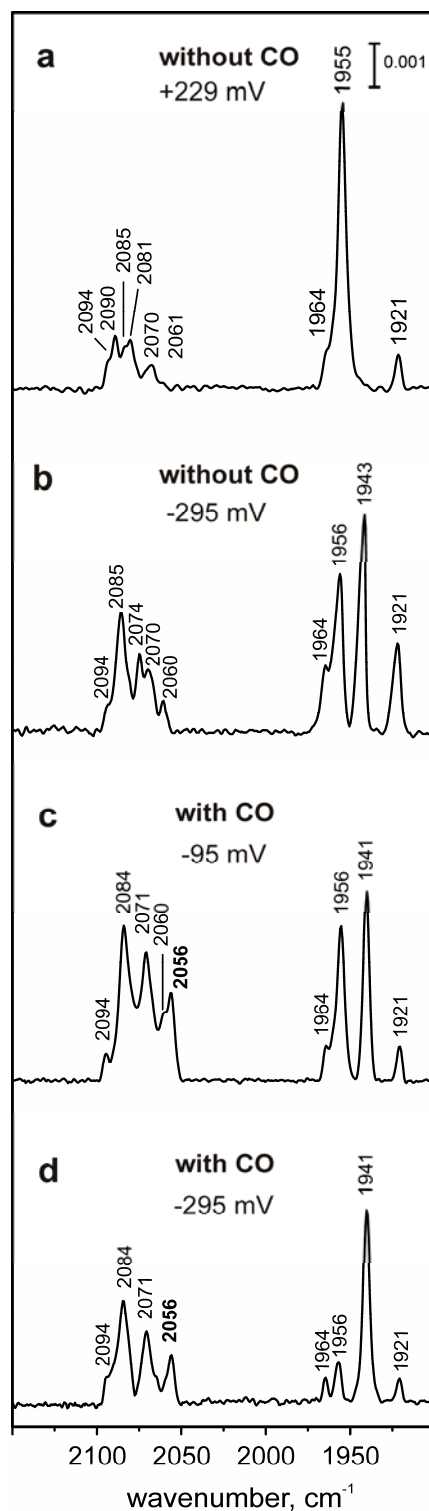 a
without CO
+229 mV
1955
0.001
2094
2090
2085
2081
2070
2061
1964
1921
b
without CO
-295 mV
2094
2085
2074
2070
2060
1964
1956
1943
1921
c
with CO
-95 mV
2094
2084
2071
2060
2056
1964
1956
1941
1921
d
with CO
-295 mV
2094
2084
2071
2056
1964
1956
1941
1921
2100 2050 2000 1950
wavenumber, cm-1